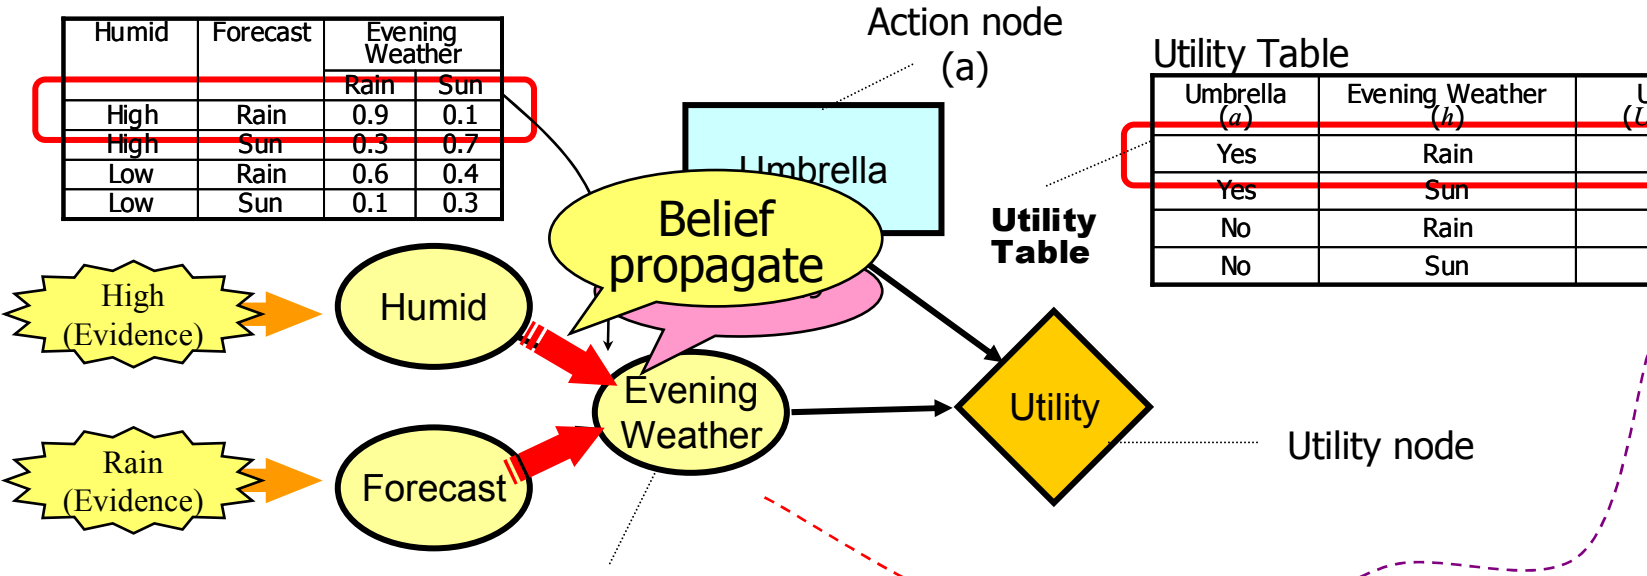 Humid Forecast Evening
Weather
Rain Sun
High Rain 0.9 0.1
High Sun 0.3 0.7
Low Rain 0.6 0.4
Low Sun 0.1 0.3
Action node
(a)
Utility Table
Umbrella Evening Weather U
(a) (h) (U
Yes Rain
Yes Sun
No Rain
No Sun
Umbrella
Utility
Table
Belief
propagate
High
(Evidence)
Humid
Rain
(Evidence)
Forecast
Evening
Weather
Utility
Utility node